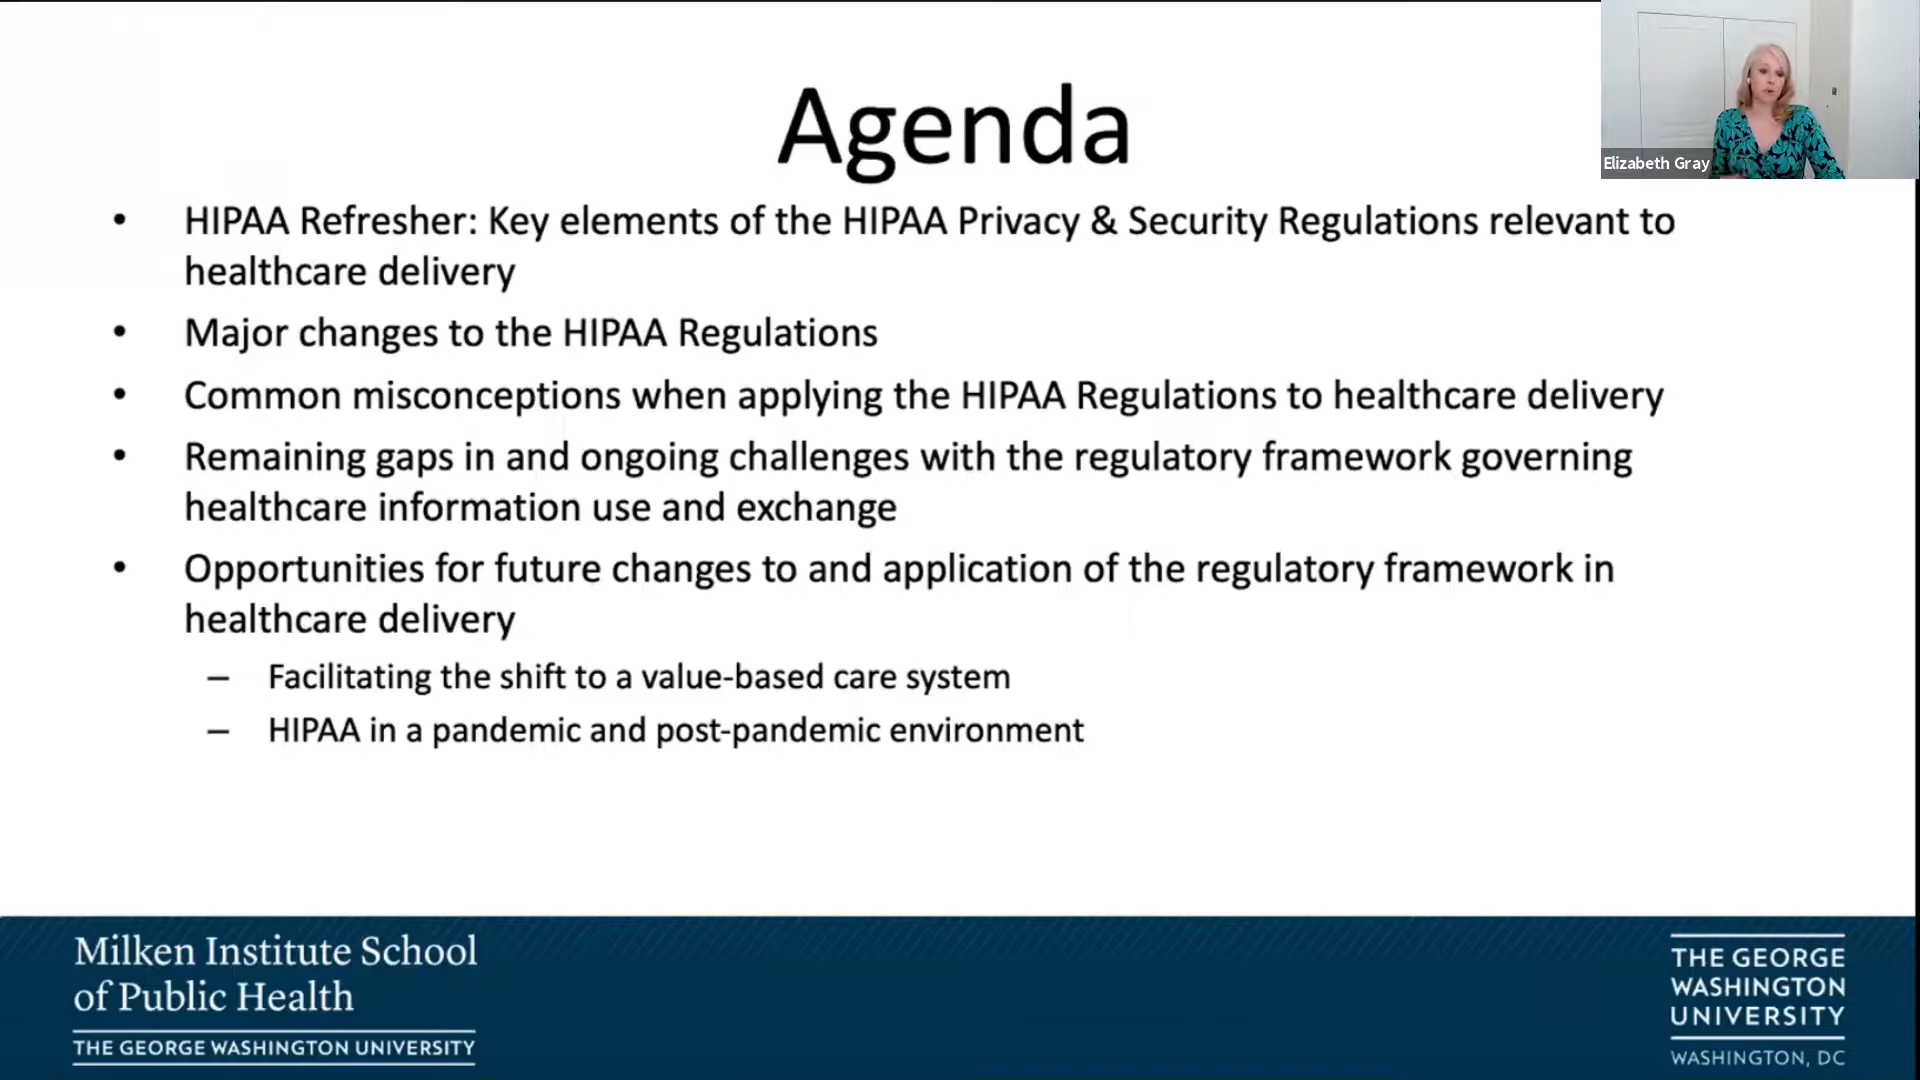 Agenda
Elizabeth Gray
• HIPAA Refresher: Key elements of the HIPAA Privacy & Security Regulations relevant to
healthcare delivery
• Major changes to the HIPAA Regulations
• Common misconceptions when applying the HIPAA Regulations to healthcare delivery
• Remaining gaps in and ongoing challenges with the regulatory framework governing
healthcare information use and exchange
• Opportunities for future changes to and application of the regulatory framework in
healthcare delivery
– Facilitating the shift to a value-based care system
– HIPAA in a pandemic and post-pandemic environment
Milken Institute School
of Public Health
THE GEORGE WASHINGTON UNIVERSITY
THE GEORGE
WASHINGTON
UNIVERSITY
WASHINGTON, DC